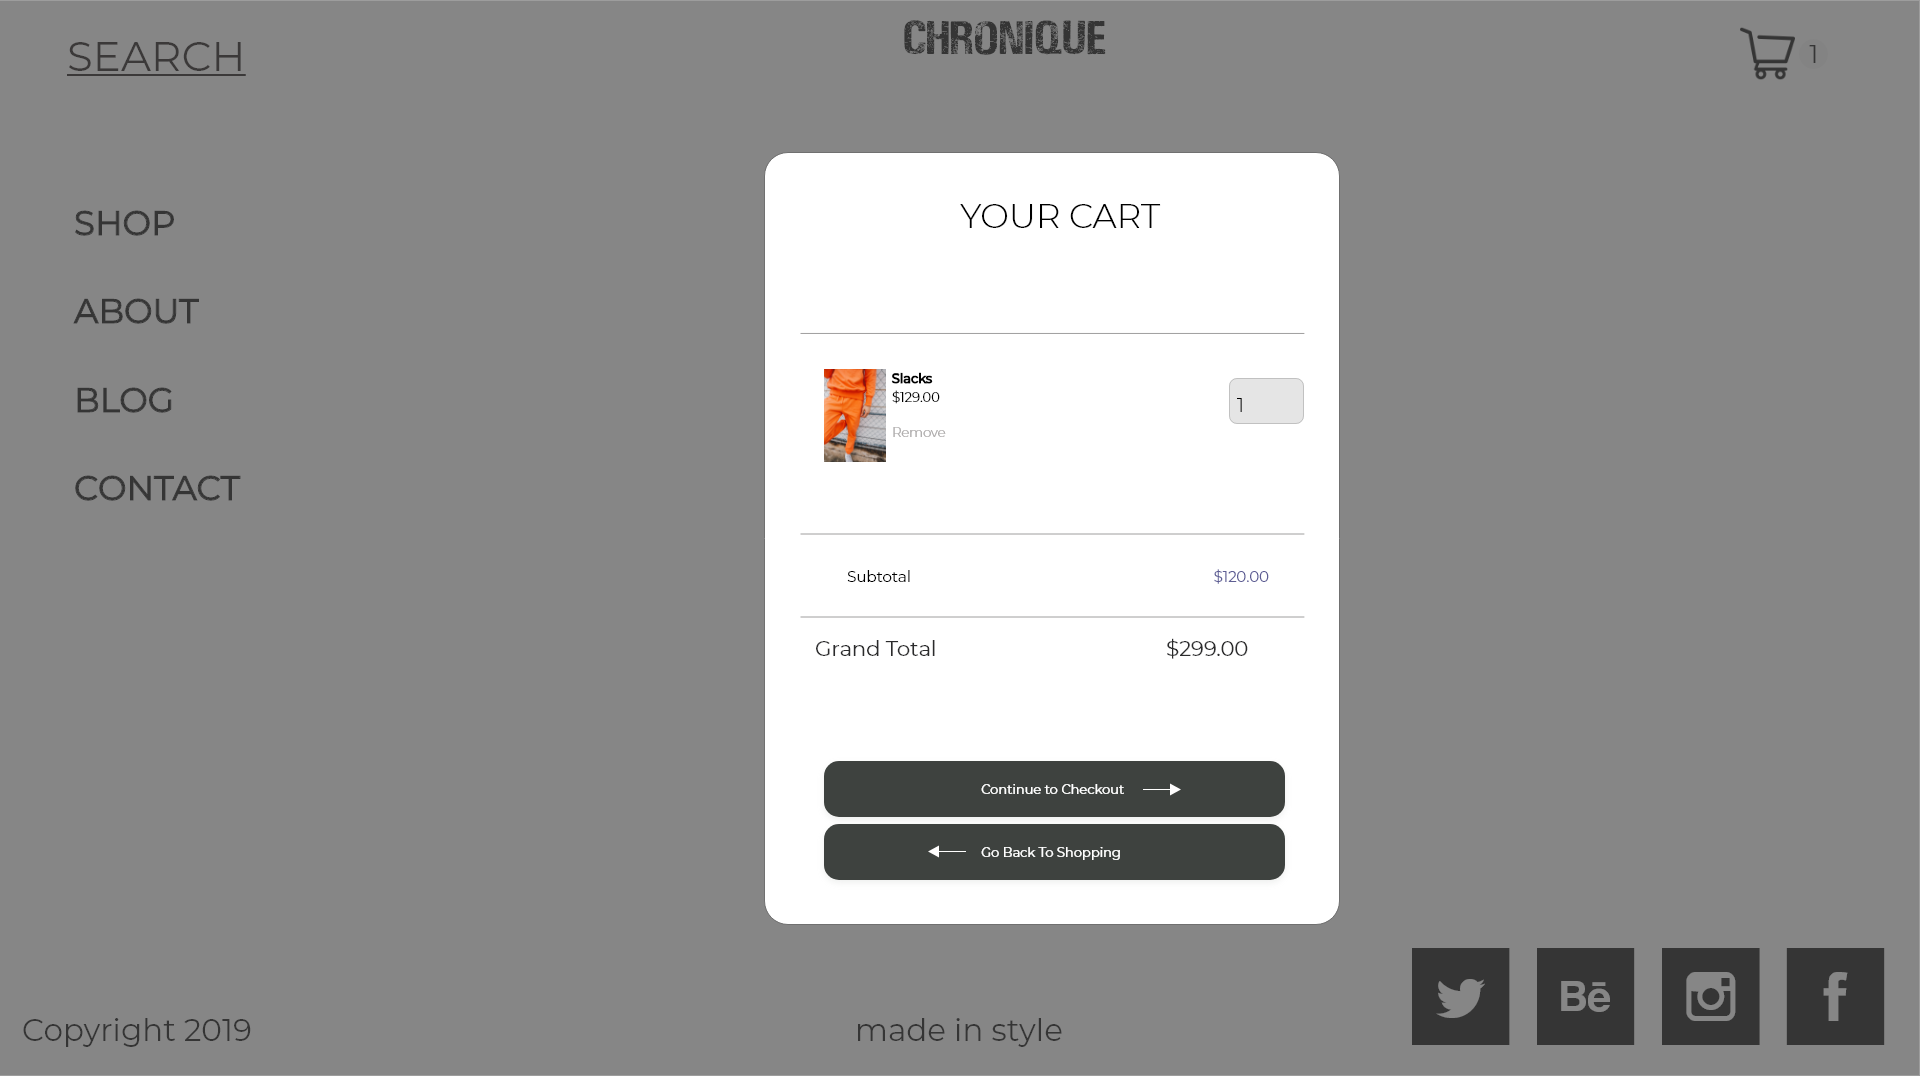 SEARCH
CHRONIQUE
1
SHOP
ABOUT
BLOG
CONTACT
YOUR CART
Slacks
$129.00
Remove
1
Subtotal
$120.00
Grand Total
$299.00
Continue to Checkout
Go Back To Shopping
Bē
f
Copyright 2019
made in style